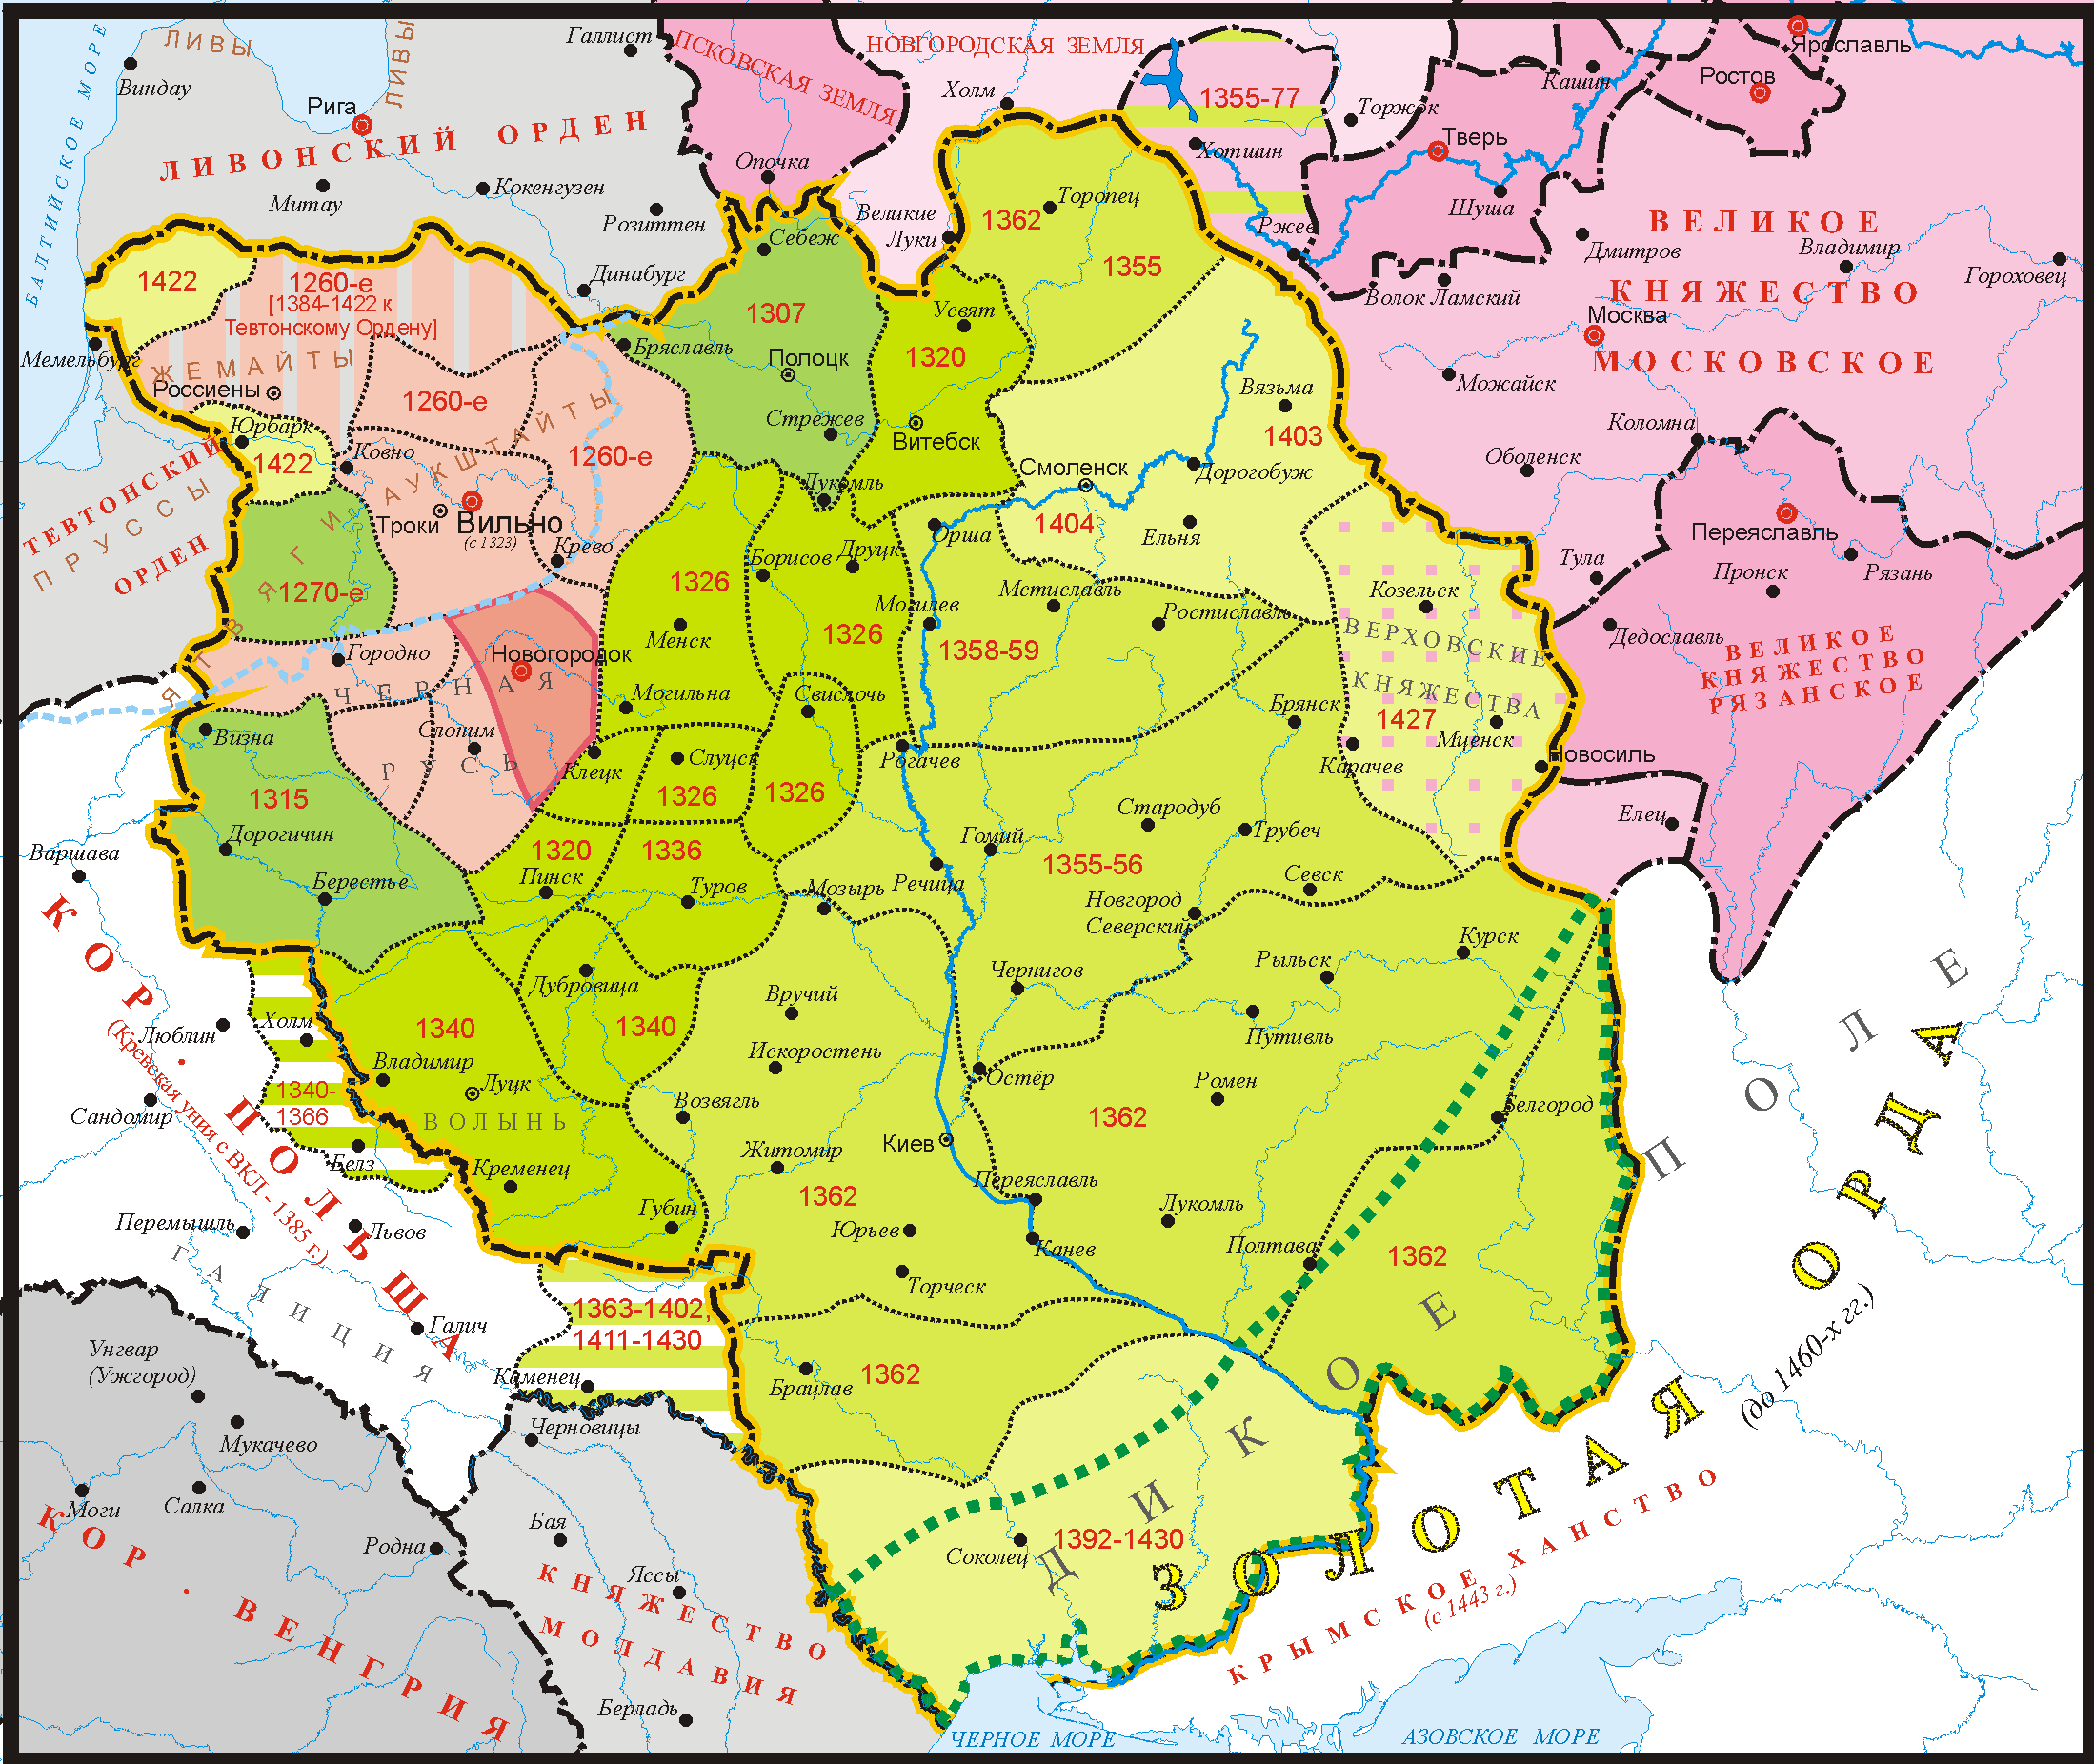 БАЛТИЙСКОЕ МОРЕ
ЛИВЫ
ЛИВЫ
Виндау
Рига
ЛИВОНСКИЙ ОРДЕН
Галлист
Митау
Кокенгузен
Розиттен
Динабург
ПСКОВСКАЯ ЗЕМЛЯ
Опочка
НОВГОРОДСКАЯ ЗЕМЛЯ
Холм
Великие
Луки
1355-77
Хотшин
Торжок
Ржев
Тверь
Кашин
Шуша
Волок Ламский
Ярославль
Ростов
Дмитров
Владимир
Гороховец
ВЕЛИКОЕ
КНЯЖЕСТВО
МОСКОВСКОЕ
Москва
Можайск
Коломна
Оболенск
Тула
Переяславль
Пронск
Рязань
Дедославль
ВЕЛИКОЕ
КНЯЖЕСТВО
РЯЗАНСКОЕ
Новосиль
Елец
1422
1260-е
[1384-1422 к
Тевтонскому Ордену]
Мемельбург
ЖЕМАЙТЫ
Россиены
Юрбарк
1422
1260-е
Ковно
АУКШТАЙТЫ
1260-е
Троки
Вильно
(с 1323)
Крево
ТЕВТОНСКИЙ
ПРУССЫ
ОРДЕН
ЯТВЯГИ
1270-е
Городно
Новогородок
ЧЕРНАЯ
РУСЬ
Слоним
Визна
1315
Дорогичин
Берестье
Варшава
Себеж
1307
Бряславль
Полоцк
Стрежев
Лукомль
Усвят
1320
Витебск
1362
Торопец
1355
Вязьма
1403
Смоленск
Дорогобуж
1404
Ельня
Орша
Борисов
Друцк
1326
Менск
Могилев
1326
Могильна
Свислочь
Клецк
Слуцк
1326
1326
Рогачев
Мстиславль
Ростиславль
1358-59
Козельск
ВЕРХОВСКИЕ
КНЯЖЕСТВА
1427
Мценск
Брянск
Карачев
Стародуб
Трубеч
Гомий
1355-56
Речица
Новгород
Северский
Севск
1320
Пинск
1336
Туров
Мозырь
Дубровица
1340
1340
Владимир
Луцк
ВОЛЫНЬ
Кременец
Губин
Возвягль
Вручий
Искоростень
Житомир
1362
Киев
Юрьев
Торческ
Чернигов
Остёр
Рыльск
Курск
Путивль
Ромен
1362
Белгород
Переяславль
Канев
Лукомль
Полтава
1362
КОР. ПОЛЬША
(Кревская уния с ВКЛ - 1385 г.)
Люблин
Холм
1340-
1366
Белз
Сандомир
Перемышль
Львов
ГАЛИЦИЯ
Галич
1363-1402,
1411-1430
Каменец
Брацлав
1362
Черновицы
Унгвар
(Ужгород)
Мукачево
Моги
Салка
Родна
КОР. ВЕНГРИЯ
Бая
Яссы
КНЯЖЕСТВО
МОЛДАВИЯ
Берладь
Соколец
1392-1430
ДИКОЕ ПОЛЕ
ЗОЛОТАЯ ОРДА
(до 1460-х гг.)
КРЫМСКОЕ ХАНСТВО
(с 1443 г.)
ЧЕРНОЕ МОРЕ
АЗОВСКОЕ МОРЕ